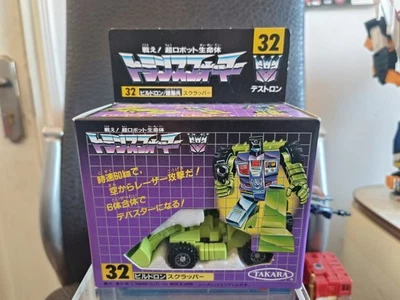 戦え!超ロボット生命体
トランスフォーマー
32
デストロン
32 ビルドロン/建築兵 スクラッパー
戦え!超ロボット生命体
トランスフォーマー
時速60kmで、
空からレーザー攻撃だ!
6体合体で
デバスターになる!
32 ビルドロン スクラッパー
TAKARA